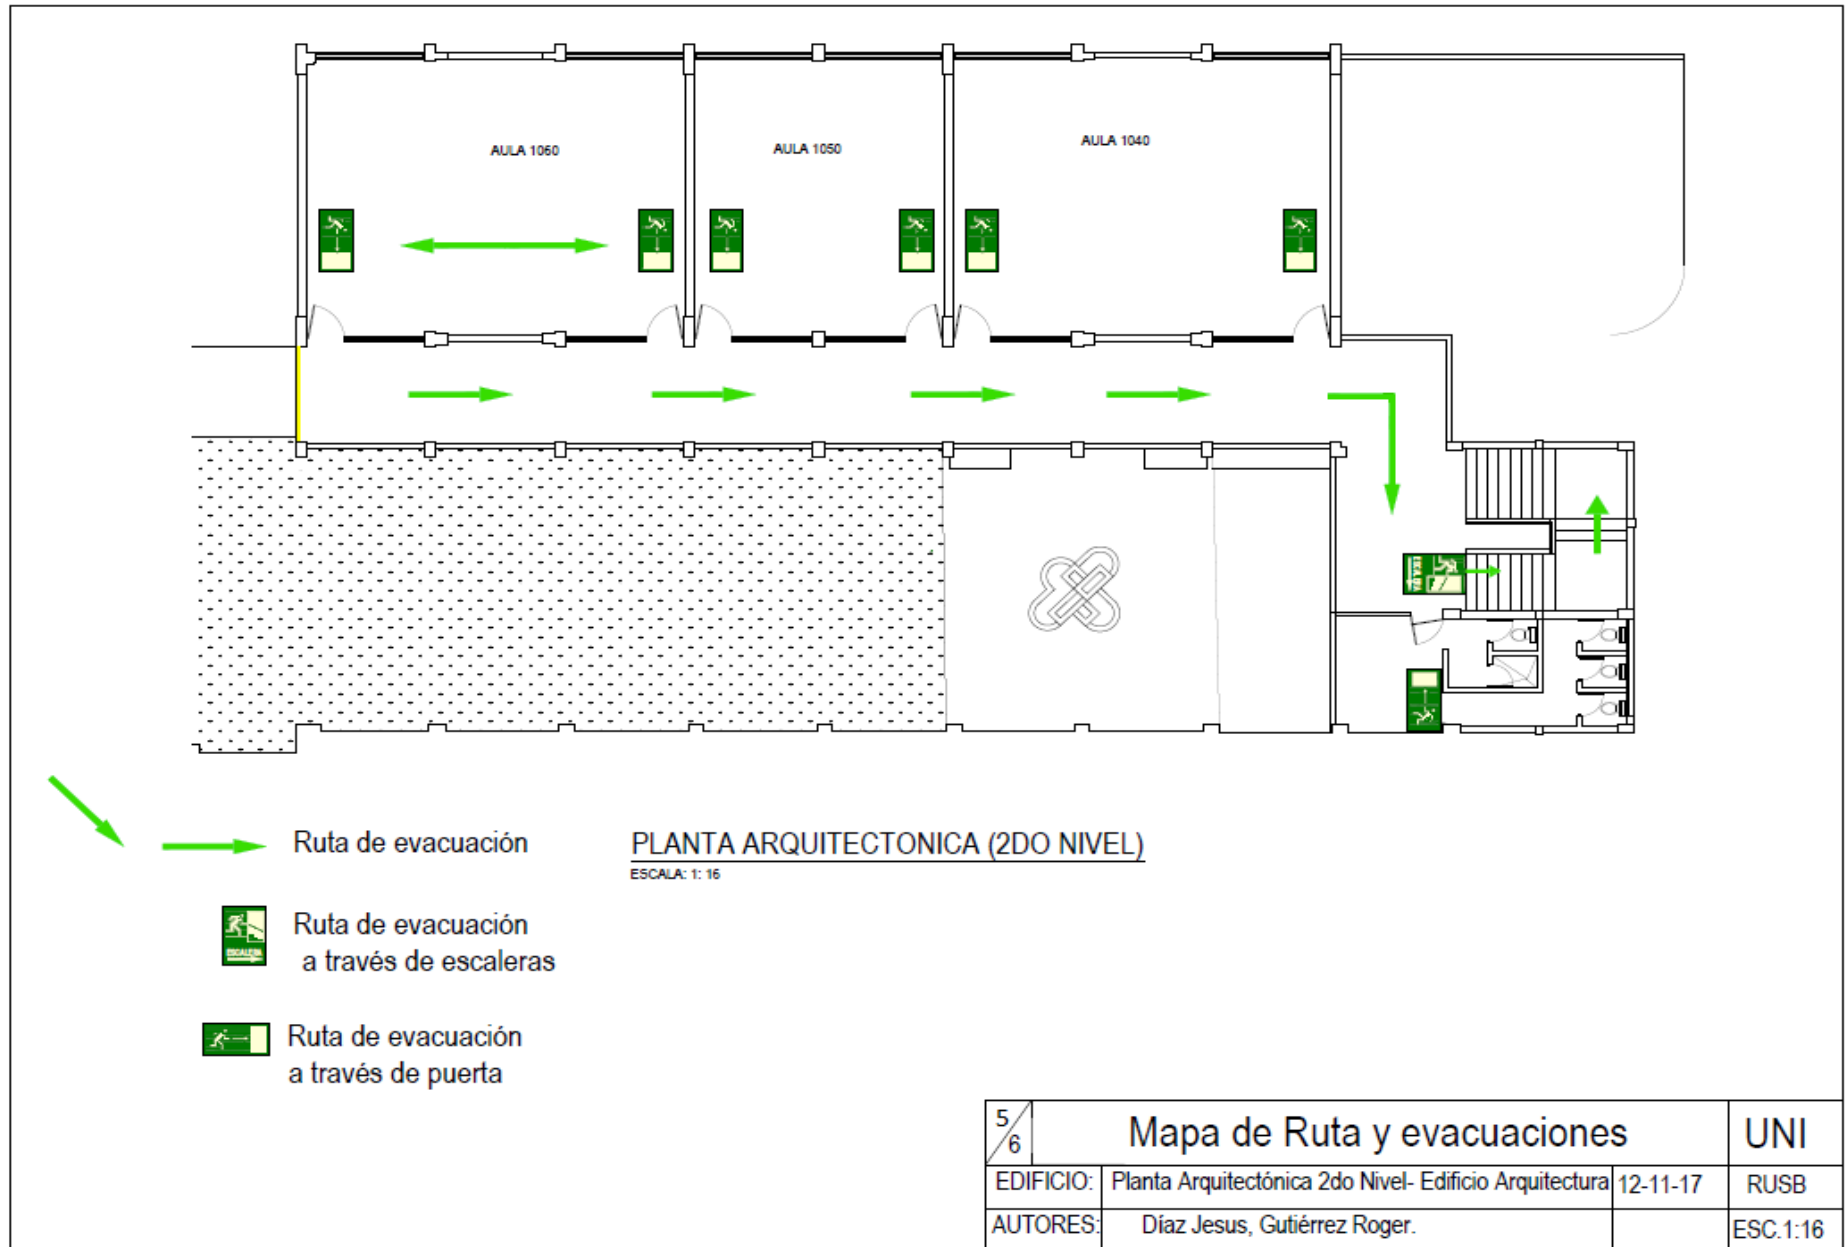 AULA 1060
AULA 1050
AULA 1040
Ruta de evacuación
PLANTA ARQUITECTONICA (2DO NIVEL)
ESCALA: 1: 16
Ruta de evacuación
a través de escaleras
ESCALERA
Ruta de evacuación
a través de puerta
5/6
Mapa de Ruta y evacuaciones
UNI
EDIFICIO:
Planta Arquitectónica 2do Nivel- Edificio Arquitectura
12-11-17
RUSB
AUTORES:
Díaz Jesus, Gutiérrez Roger.
ESC.1:16